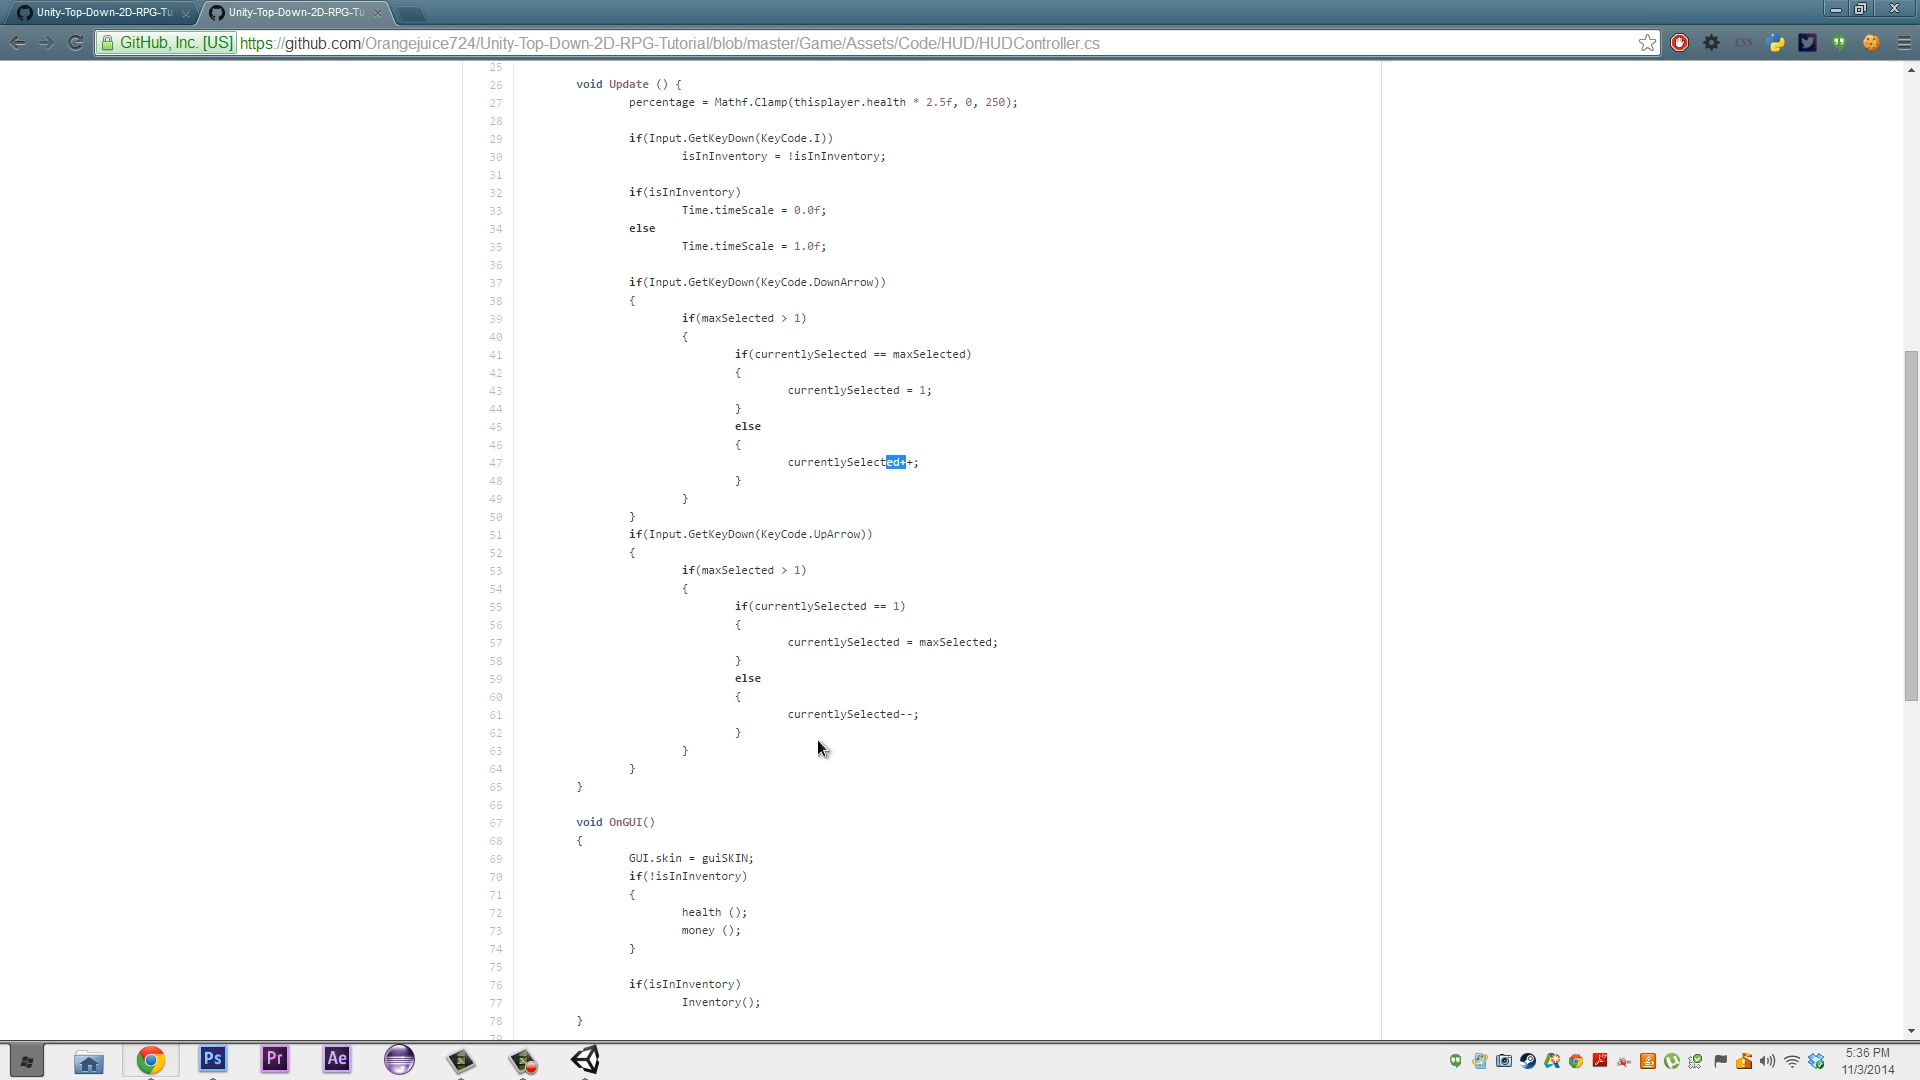 Unity-Top-Down-2D-RPG-Tu
Unity-Top-Down-2D-RPG-Tu
GitHub, Inc. [US] https://github.com/Orangejuice724/Unity-Top-Down-2D-RPG-Tutorial/blob/master/Game/Assets/Code/HUD/HUDController.cs
CSS
25
26 void Update () {
27 percentage = Mathf.Clamp(thisplayer.health * 2.5f, 0, 250);
28
29 if(Input.GetKeyDown(KeyCode.I))
30 isInInventory = !isInInventory;
31
32 if(isInInventory)
33 Time.timeScale = 0.0f;
34 else
35 Time.timeScale = 1.0f;
36
37 if(Input.GetKeyDown(KeyCode.DownArrow))
38 {
39 if(maxSelected > 1)
40 {
41 if(currentlySelected == maxSelected)
42 {
43 currentlySelected = 1;
44 }
45 else
46 {
47 currentlySelected++;
48 }
49 }
50 }
51 if(Input.GetKeyDown(KeyCode.UpArrow))
52 {
53 if(maxSelected > 1)
54 {
55 if(currentlySelected == 1)
56 {
57 currentlySelected = maxSelected;
58 }
59 else
60 {
61 currentlySelected--;
62 }
63 }
64 }
65 }
66
67 void OnGUI()
68 {
69 GUI.skin = guiSKIN;
70 if(!isInInventory)
71 {
72 health ();
73 money ();
74 }
75
76 if(isInInventory)
77 Inventory();
78 }
79
Ps Pr Ae
5:36 PM
11/3/2014